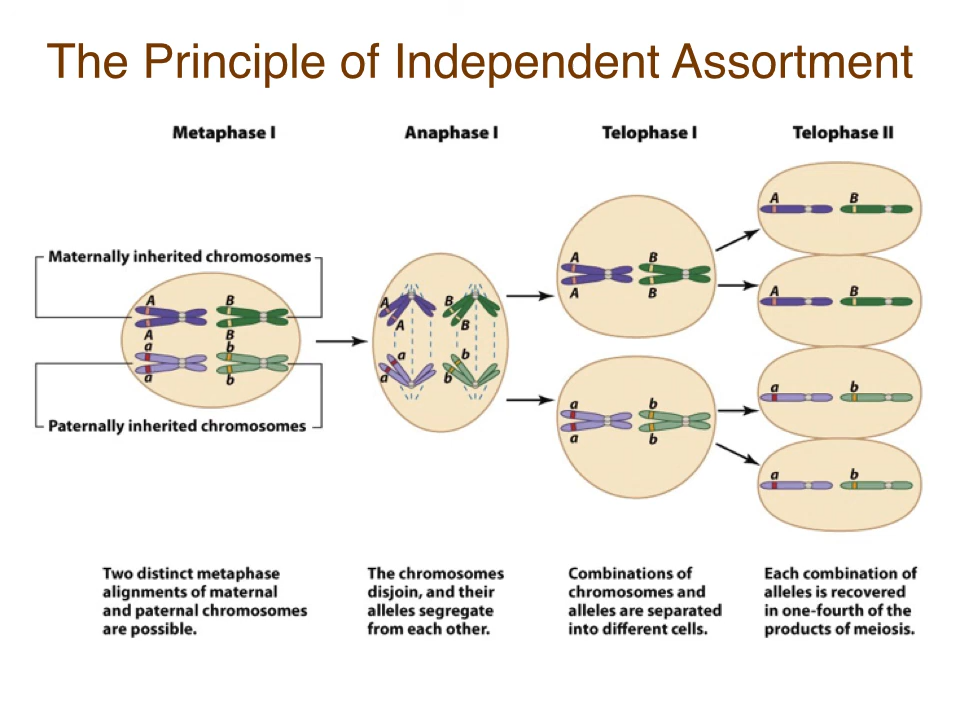 The Principle of Independent Assortment
Metaphase I
Anaphase I
Telophase I
Telophase II
Maternally inherited chromosomes
A
B
A
B
a
b
a
b
Paternally inherited chromosomes
A
B
A
B
a
b
a
b
A
B
A
B
a
b
a
b
A
B
A
B
a
b
a
b
Two distinct metaphase
alignments of maternal
and paternal chromosomes
are possible.
The chromosomes
disjoin, and their
alleles segregate
from each other.
Combinations of
chromosomes and
alleles are separated
into different cells.
Each combination of
alleles is recovered
in one-fourth of the
products of meiosis.